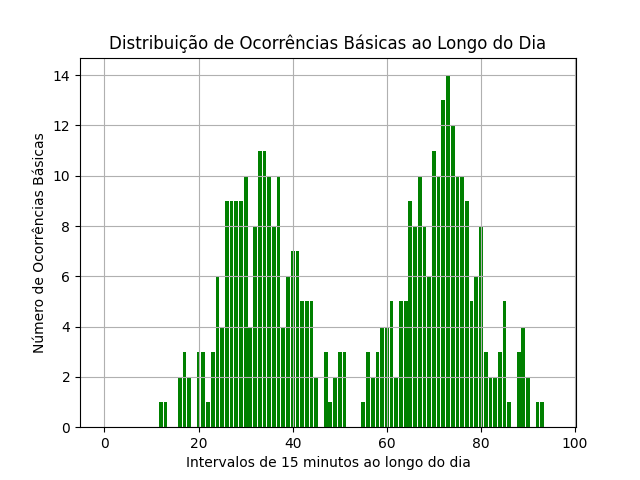 Distribuição de Ocorrências Básicas ao Longo do Dia
Número de Ocorrências Básicas
14
12
10
8
6
4
2
0
0 20 40 60 80 100
Intervalos de 15 minutos ao longo do dia